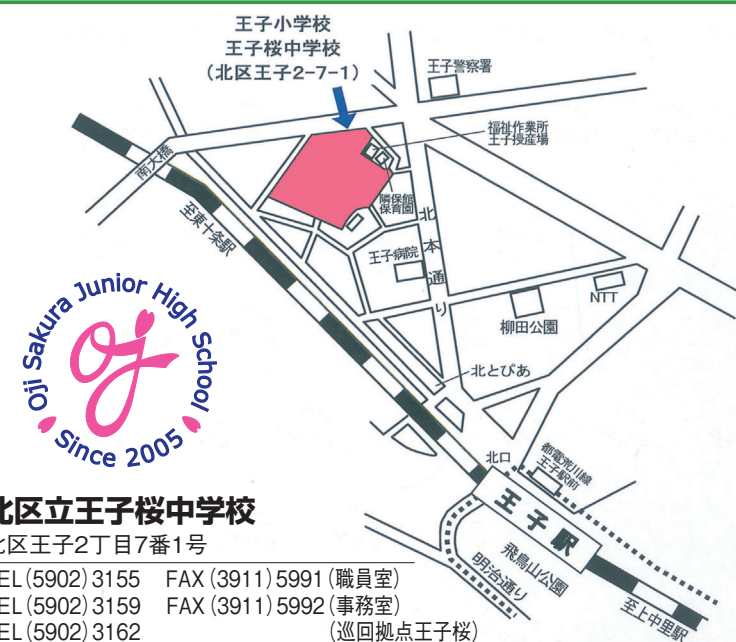 王子小学校
王子桜中学校
（北区王子2-7-1）
王子警察署
福祉作業所
王子授産場
南大橋
隣保館
保育園
至東十条駅
北本通り
王子病院
NTT
柳田公園
北とぴあ
Oji Sakura Junior High School
oj
Since 2005
北口
都電荒川線
王子駅前
王子駅
飛鳥山公園
明治通り
至上中里駅
北区立王子桜中学校
北区王子2丁目7番1号
TEL(5902)3155 FAX(3911)5991(職員室)
TEL(5902)3159 FAX(3911)5992(事務室)
TEL(5902)3162 (巡回拠点王子桜)